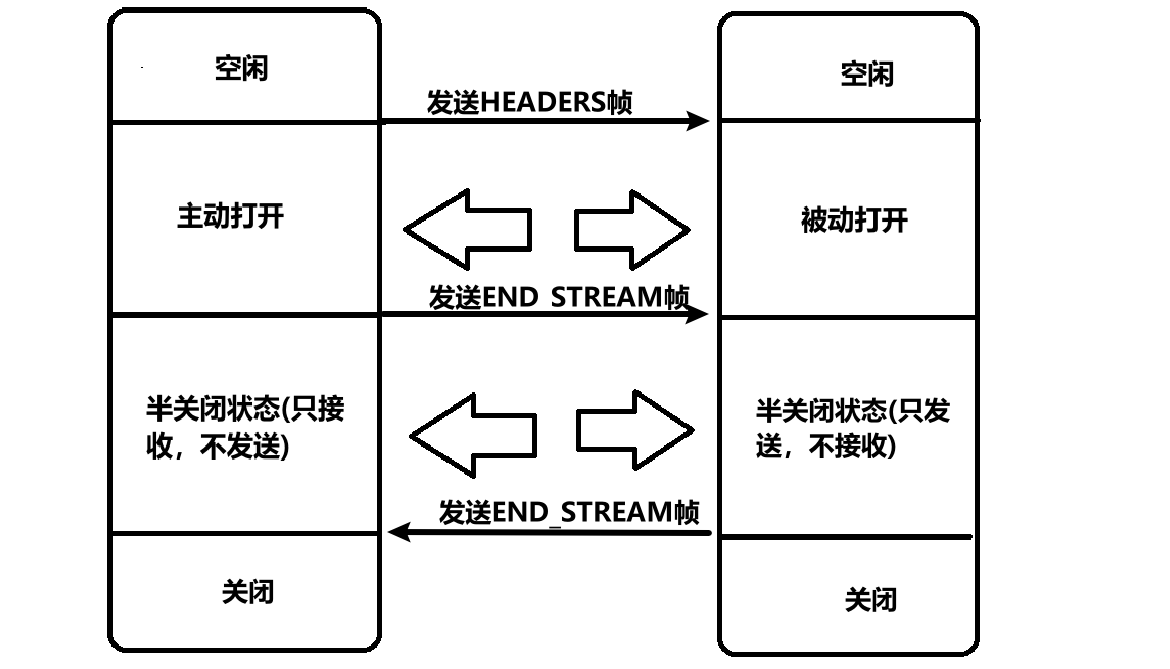 空闲
空闲
发送HEADERS帧
主动打开
被动打开
发送END_STREAM帧
半关闭状态(只接
收，不发送)
半关闭状态(只发
送，不接收)
发送END_STREAM帧
关闭
关闭